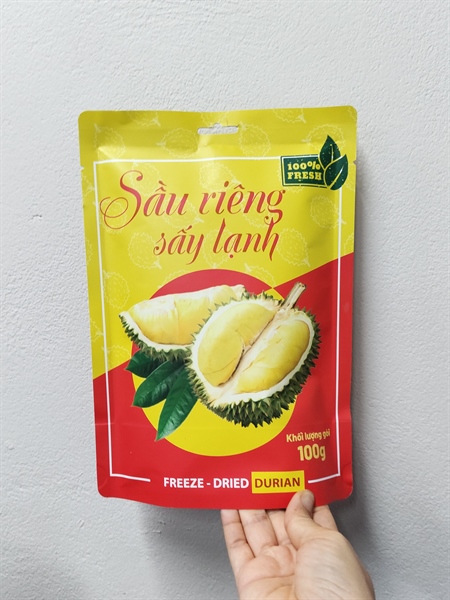 100%
FRESH
Sầu riêng
sấy lạnh
Khối lượng gói
100g
FREEZE - DRIED DURIAN